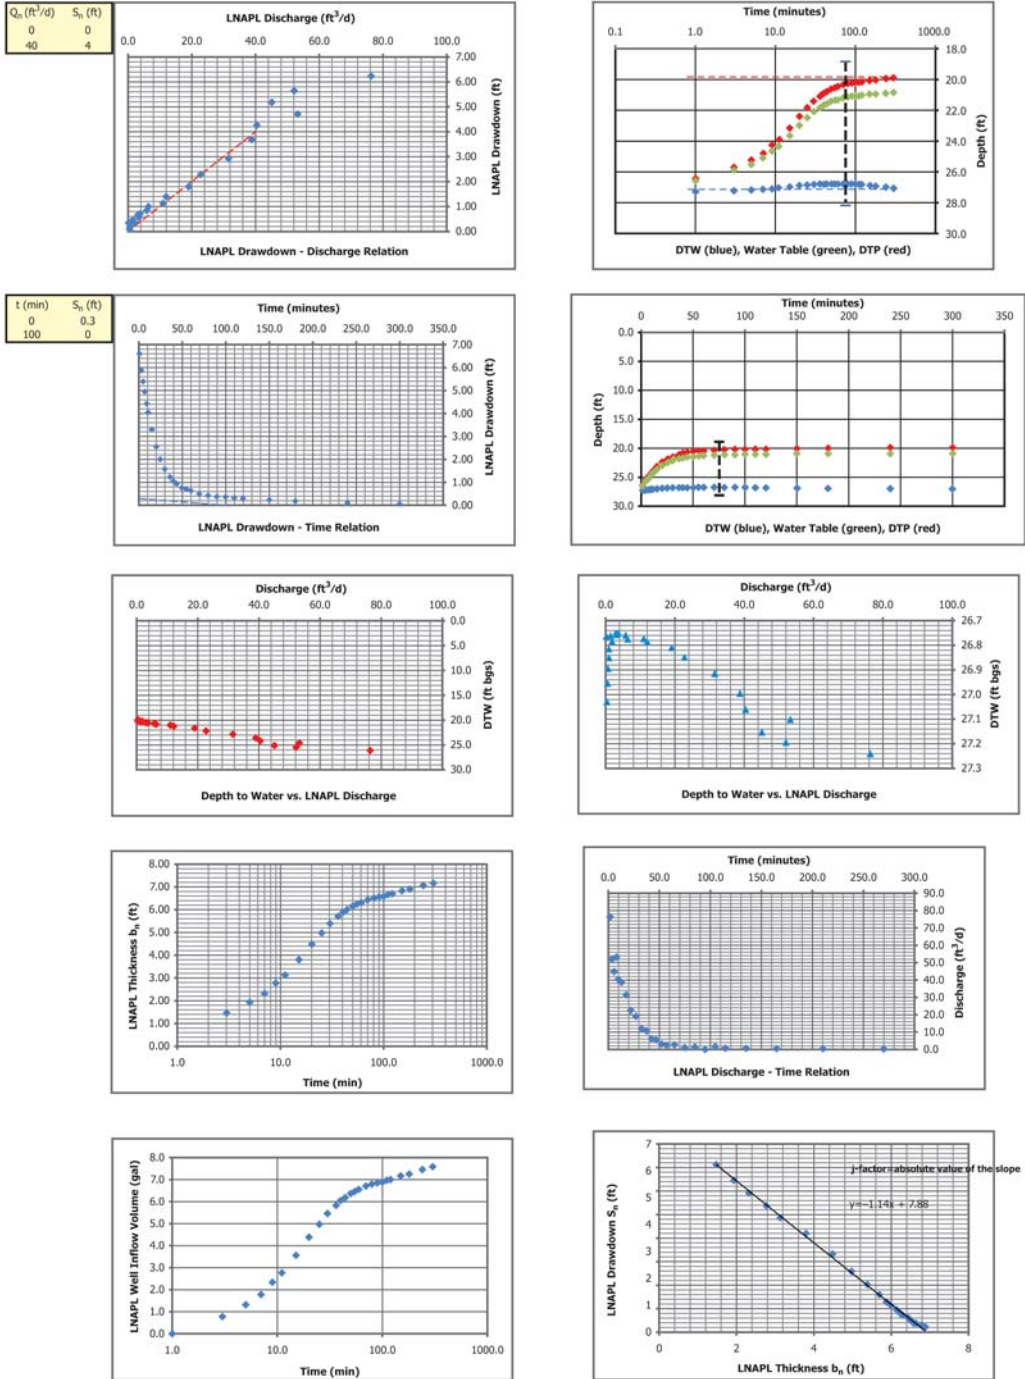 Qn (ft³/d) Sn (ft)
0 0
40 4
LNAPL Discharge (ft³/d)
0.0 20.0 40.0 60.0 80.0 100.0
7.00
6.00
5.00
4.00
3.00
2.00
1.00
0.00
LNAPL Drawdown (ft)
LNAPL Drawdown - Discharge Relation
Time (minutes)
0.1 1.0 10.0 100.0 1000.0
18.0
20.0
22.0
24.0
26.0
28.0
30.0
Depth (ft)
DTW (blue), Water Table (green), DTP (red)
t (min) Sn (ft)
0 0.3
100 0
Time (minutes)
0.0 50.0 100.0 150.0 200.0 250.0 300.0 350.0
7.00
6.00
5.00
4.00
3.00
2.00
1.00
0.00
LNAPL Drawdown (ft)
LNAPL Drawdown - Time Relation
Time (minutes)
0 50 100 150 200 250 300 350
0.0
5.0
10.0
15.0
20.0
25.0
30.0
Depth (ft)
DTW (blue), Water Table (green), DTP (red)
Discharge (ft³/d)
0.0 20.0 40.0 60.0 80.0 100.0
0.0
5.0
10.0
15.0
20.0
25.0
30.0
DTW (ft bgs)
Depth to Water vs. LNAPL Discharge
Discharge (ft³/d)
0.0 20.0 40.0 60.0 80.0 100.0
26.7
26.8
26.9
27.0
27.1
27.2
27.3
DTW (ft bgs)
Depth to Water vs. LNAPL Discharge
8.00
7.00
6.00
5.00
4.00
3.00
2.00
1.00
0.00
LNAPL Thickness bn (ft)
1.0 10.0 100.0 1000.0
Time (min)
Time (minutes)
0.0 50.0 100.0 150.0 200.0 250.0 300.0
90.0
80.0
70.0
60.0
50.0
40.0
30.0
20.0
10.0
0.0
Discharge (ft³/d)
LNAPL Discharge - Time Relation
8.0
7.0
6.0
5.0
4.0
3.0
2.0
1.0
0.0
LNAPL Well Inflow Volume (gal)
1.0 10.0 100.0 1000.0
Time (min)
7
6
5
4
3
2
1
0
LNAPL Drawdown Sn (ft)
j-factor=absolute value of the slope
y=-1.14x + 7.88
0 2 4 6 8
LNAPL Thickness bn (ft)